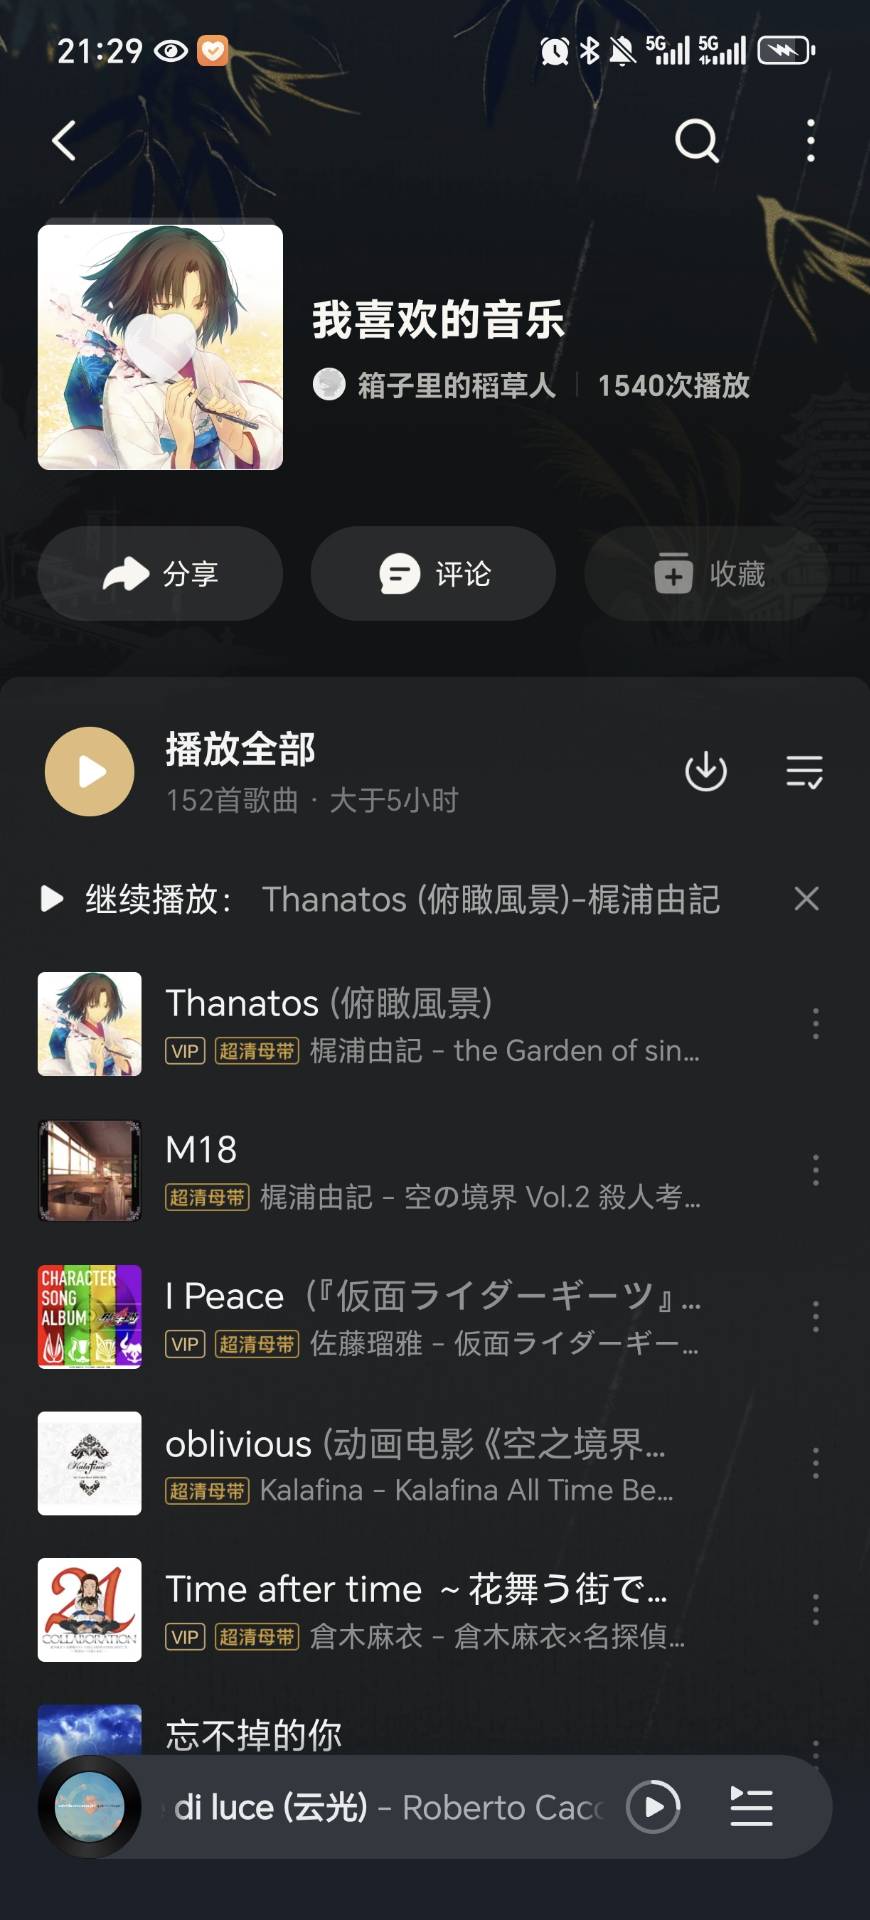 21:29
5G 5G
我喜欢的音乐
箱子里的稻草人 1540次播放
分享 评论 收藏
播放全部
152首歌曲 · 大于5小时
继续播放： Thanatos (俯瞰風景)-梶浦由記
Thanatos (俯瞰風景)
VIP 超清母带 梶浦由記 - the Garden of sin...
M18
超清母带 梶浦由記 - 空の境界 Vol.2 殺人考...
CHARACTER
SONG
ALBUM
I Peace（『仮面ライダーギーツ』...
VIP 超清母带 佐藤瑠雅 - 仮面ライダーギー...
Kalafina
oblivious (动画电影《空之境界...
超清母带 Kalafina - Kalafina All Time Be...
21
COLLABORATION
Time after time ～花舞う街で...
VIP 超清母带 倉木麻衣 - 倉木麻衣×名探偵...
忘不掉的你
di luce (云光) - Roberto Cacc